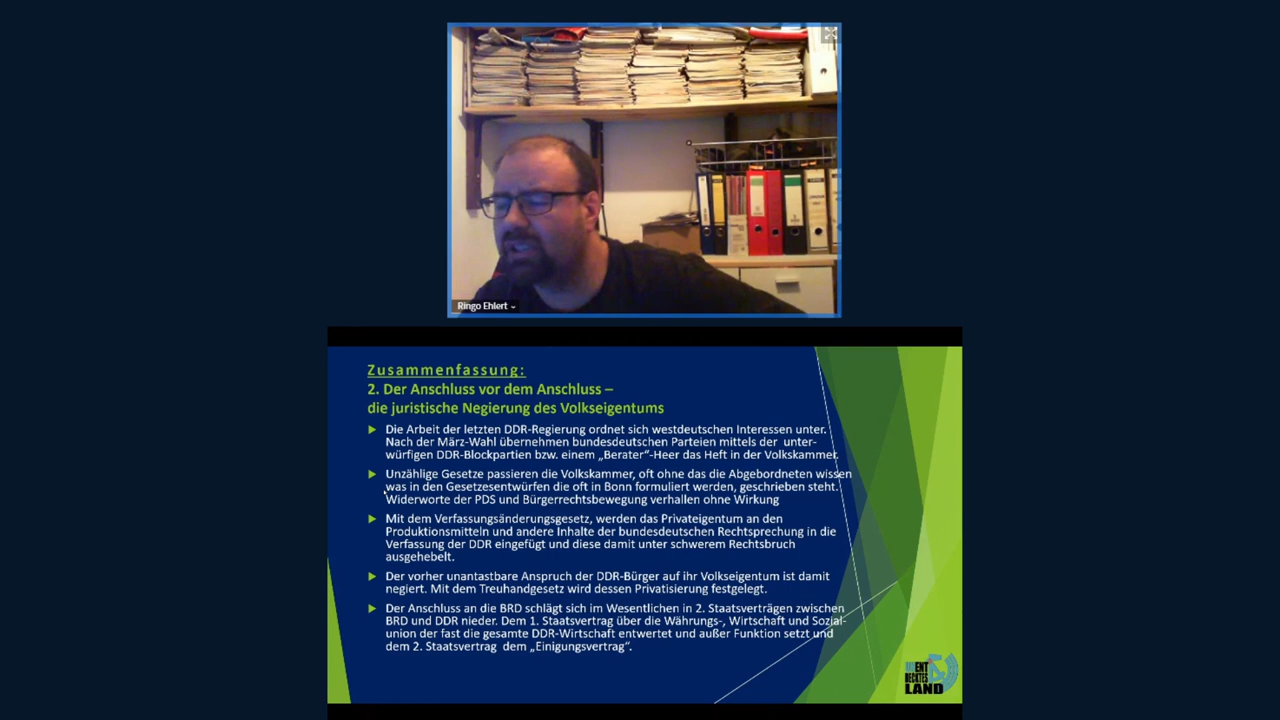 Ringo Ehlert
Zusammenfassung:
2. Der Anschluss vor dem Anschluss –
die juristische Negierung des Volkseigentums
Die Arbeit der letzten DDR-Regierung ordnet sich westdeutschen Interessen unter.
Nach der März-Wahl übernehmen bundesdeutschen Parteien mittels der unter-
würfigen DDR-Blockpartien bzw. einem „Berater“-Heer das Heft in der Volkskammer.
Unzählige Gesetze passieren die Volkskammer, oft ohne das die Abgebordneten wissen
was in den Gesetzesentwürfen die oft in Bonn formuliert werden, geschrieben steht.
Widerworte der PDS und Bürgerrechtsbewegung verhallen ohne Wirkung
Mit dem Verfassungsänderungsgesetz, werden das Privateigentum an den
Produktionsmitteln und andere Inhalte der bundesdeutschen Rechtsprechung in die
Verfassung der DDR eingefügt und diese damit unter schwerem Rechtsbruch
ausgehebelt.
Der vorher unantastbare Anspruch der DDR-Bürger auf ihr Volkseigentum ist damit
negiert. Mit dem Treuhandgesetz wird dessen Privatisierung festgelegt.
Der Anschluss an die BRD schlägt sich im Wesentlichen in 2. Staatsverträgen zwischen
BRD und DDR nieder. Dem 1. Staatsvertrag über die Währungs-, Wirtschaft und Sozial-
union der fast die gesamte DDR-Wirtschaft entwertet und außer Funktion setzt und
dem 2. Staatsvertrag dem „Einigungsvertrag“.
ENT
RECHTETES
LAND